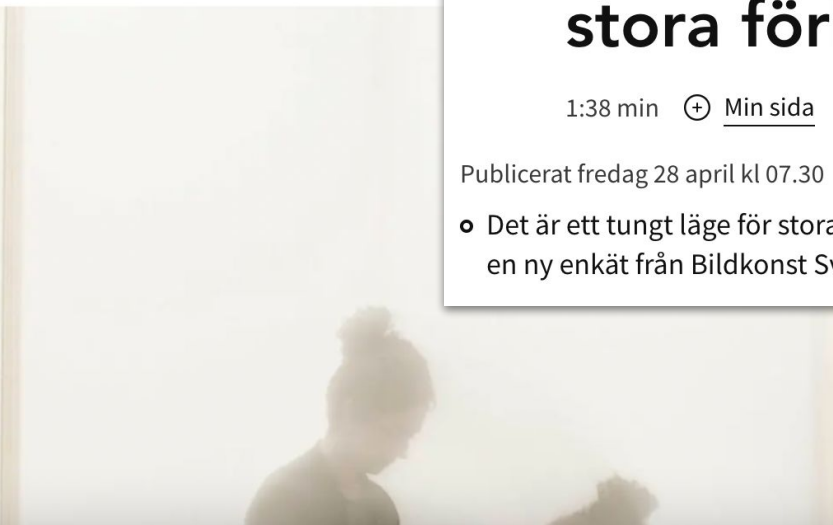 stora för
1:38 min Min sida
Publicerat fredag 28 april kl 07.30
Det är ett tungt läge för stora
en ny enkät från Bildkonst Sv